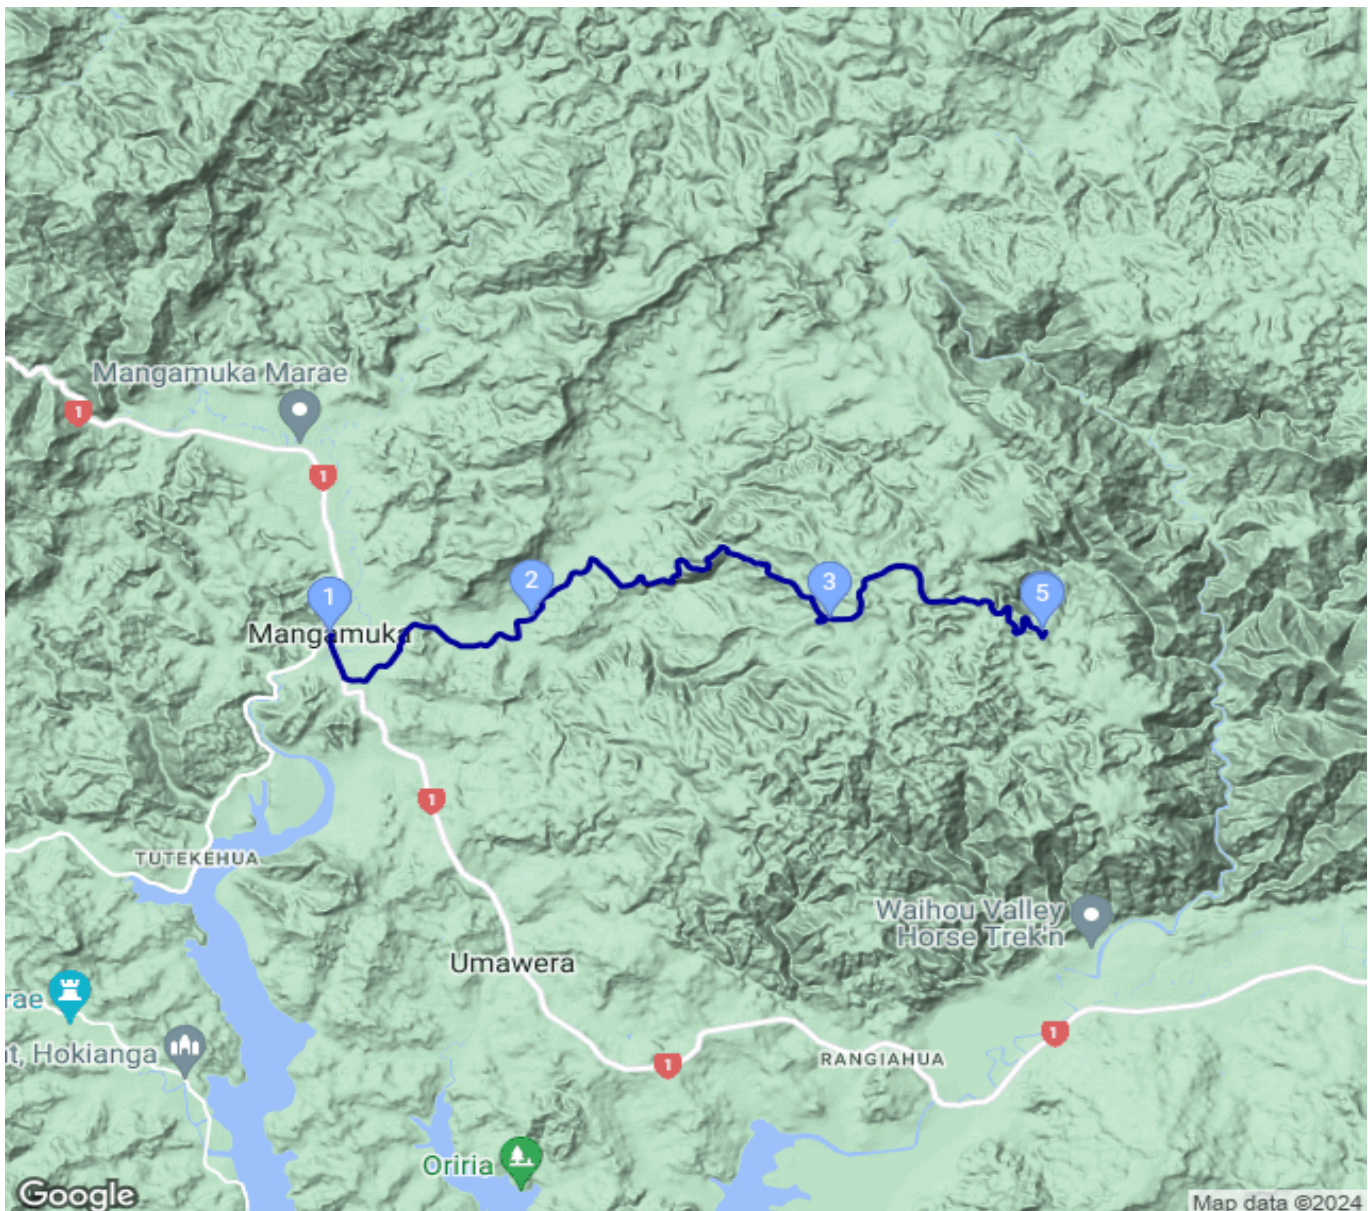 Mangamuka Marae
1
1
1
2
3
5
Mangamuka
1
TUTEKEHUA
Waihou Valley
Horse Trek'n
Umawera
rae
1
t, Hokianga
1
RANGIAHUA
Oriria
Google
Map data ©2024